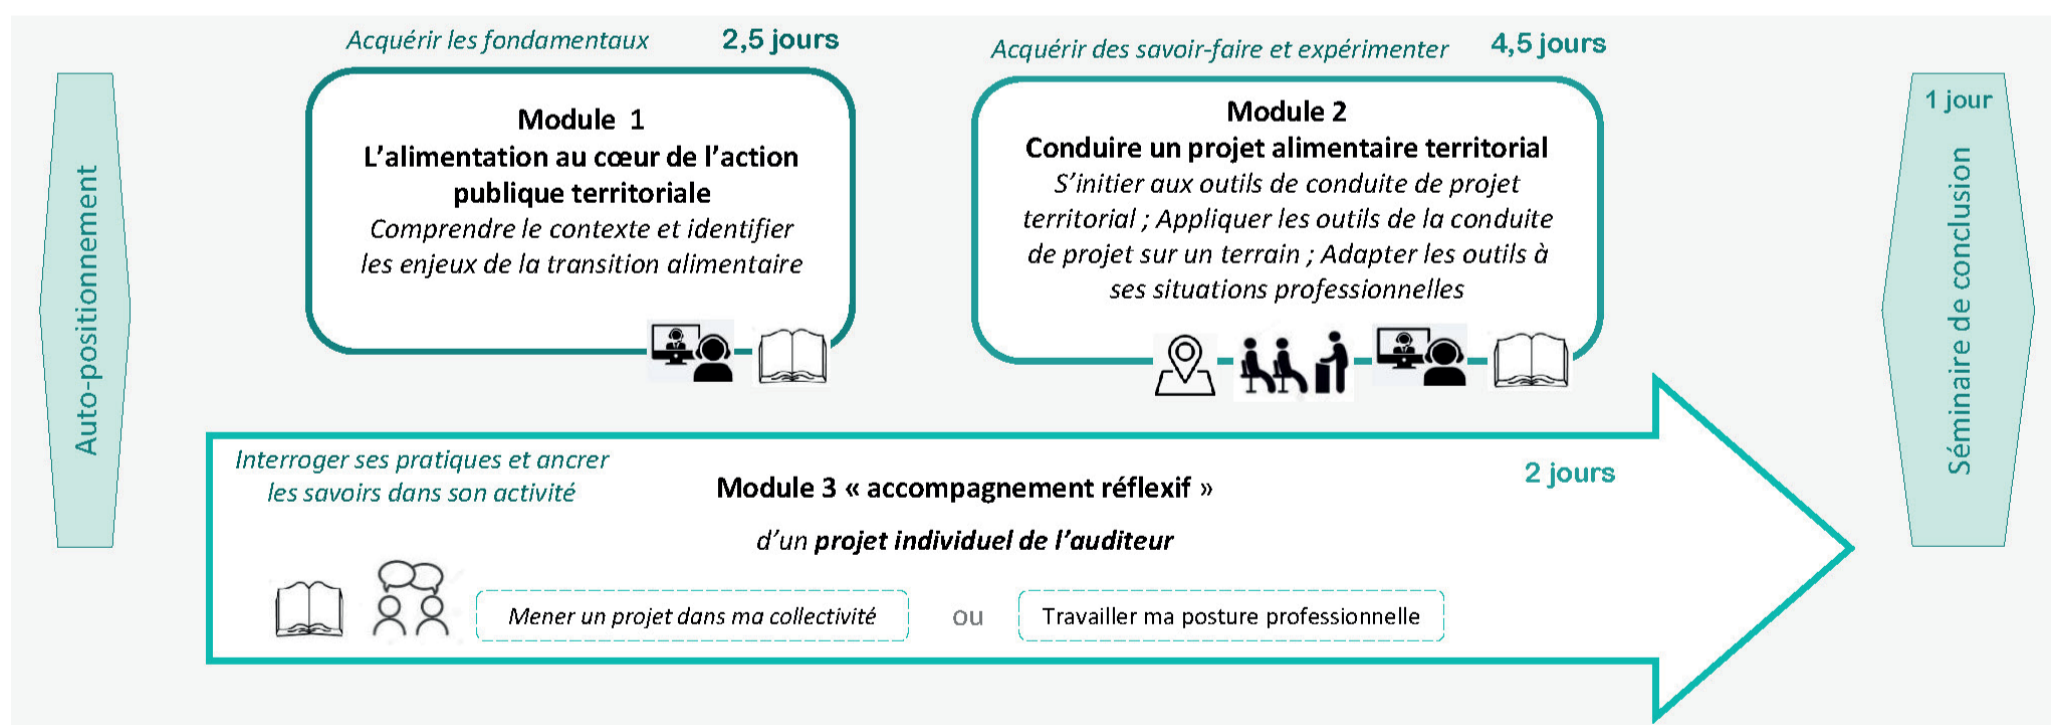 Auto-positionnement
Acquérir les fondamentaux
2,5 jours
Module 1
L’alimentation au cœur de l’action
publique territoriale
Comprendre le contexte et identifier
les enjeux de la transition alimentaire
Acquérir des savoir-faire et expérimenter
4,5 jours
Module 2
Conduire un projet alimentaire territorial
S’initier aux outils de conduite de projet
territorial ; Appliquer les outils de la conduite
de projet sur un terrain ; Adapter les outils à
ses situations professionnelles
Interroger ses pratiques et ancrer
les savoirs dans son activité
Module 3 « accompagnement réflexif »
2 jours
d’un projet individuel de l’auditeur
Mener un projet dans ma collectivité
ou
Travailler ma posture professionnelle
1 jour
Séminaire de conclusion